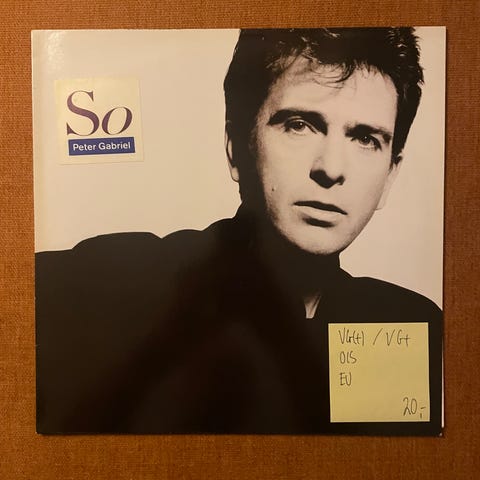 So
Peter Gabriel
VG(+) / VG+
OIS
EU
20,-